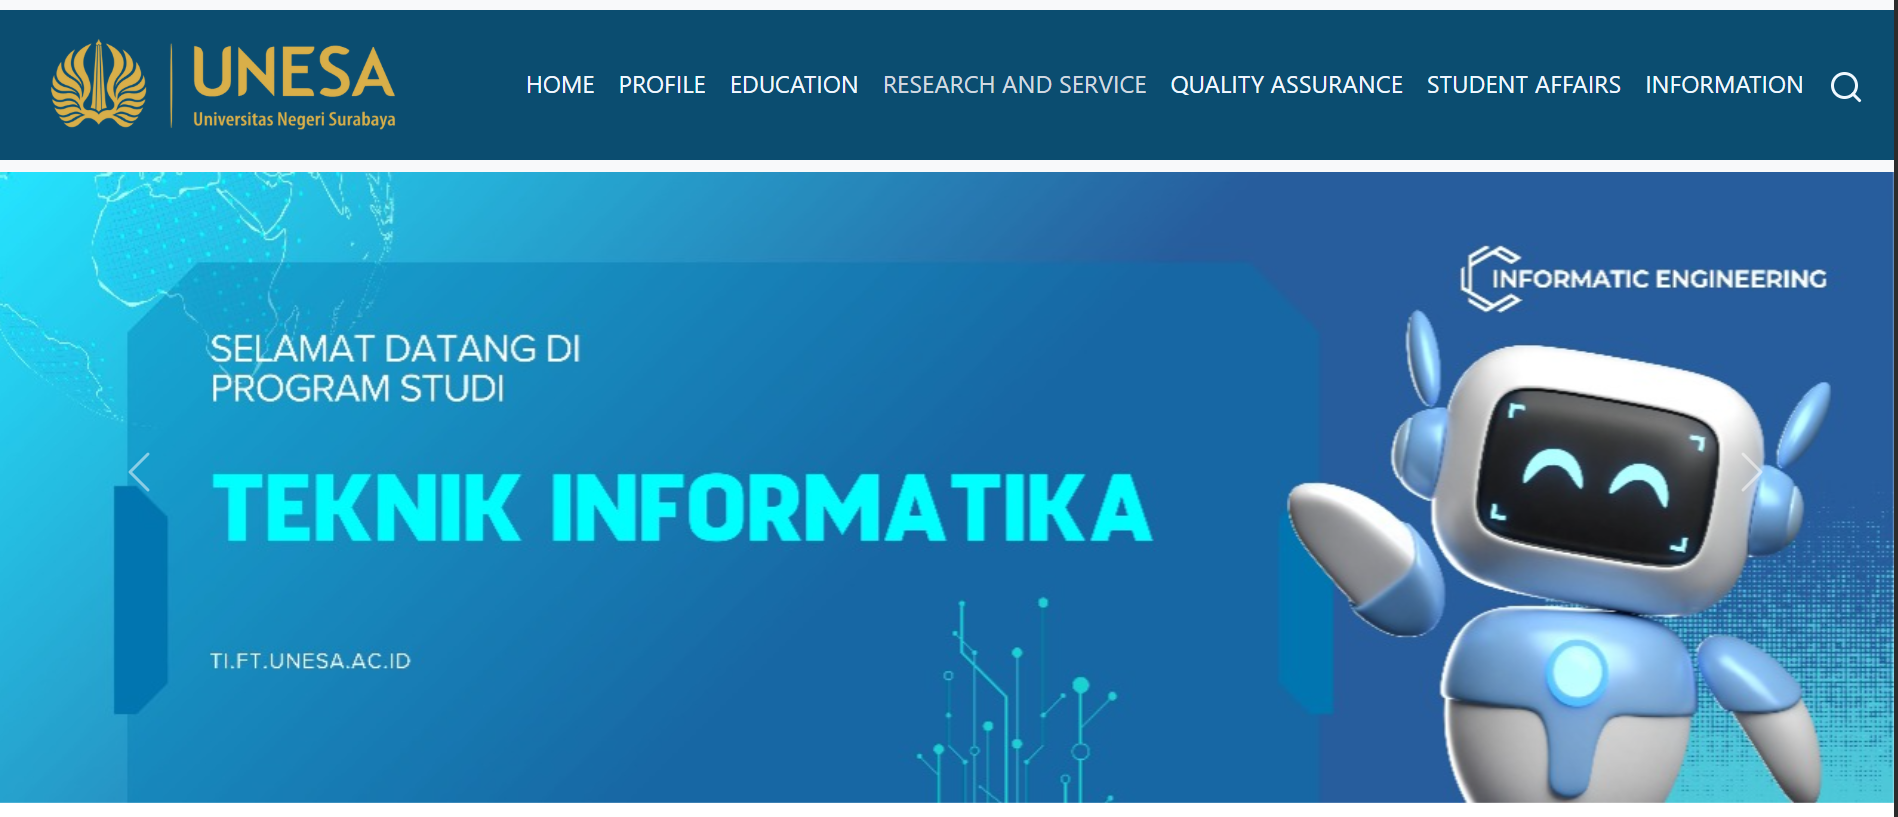 UNESA
Universitas Negeri Surabaya
HOME PROFILE EDUCATION RESEARCH AND SERVICE QUALITY ASSURANCE STUDENT AFFAIRS INFORMATION
INFORMATIC ENGINEERING
SELAMAT DATANG DI
PROGRAM STUDI
TEKNIK INFORMATIKA
TI.FT.UNESA.AC.ID